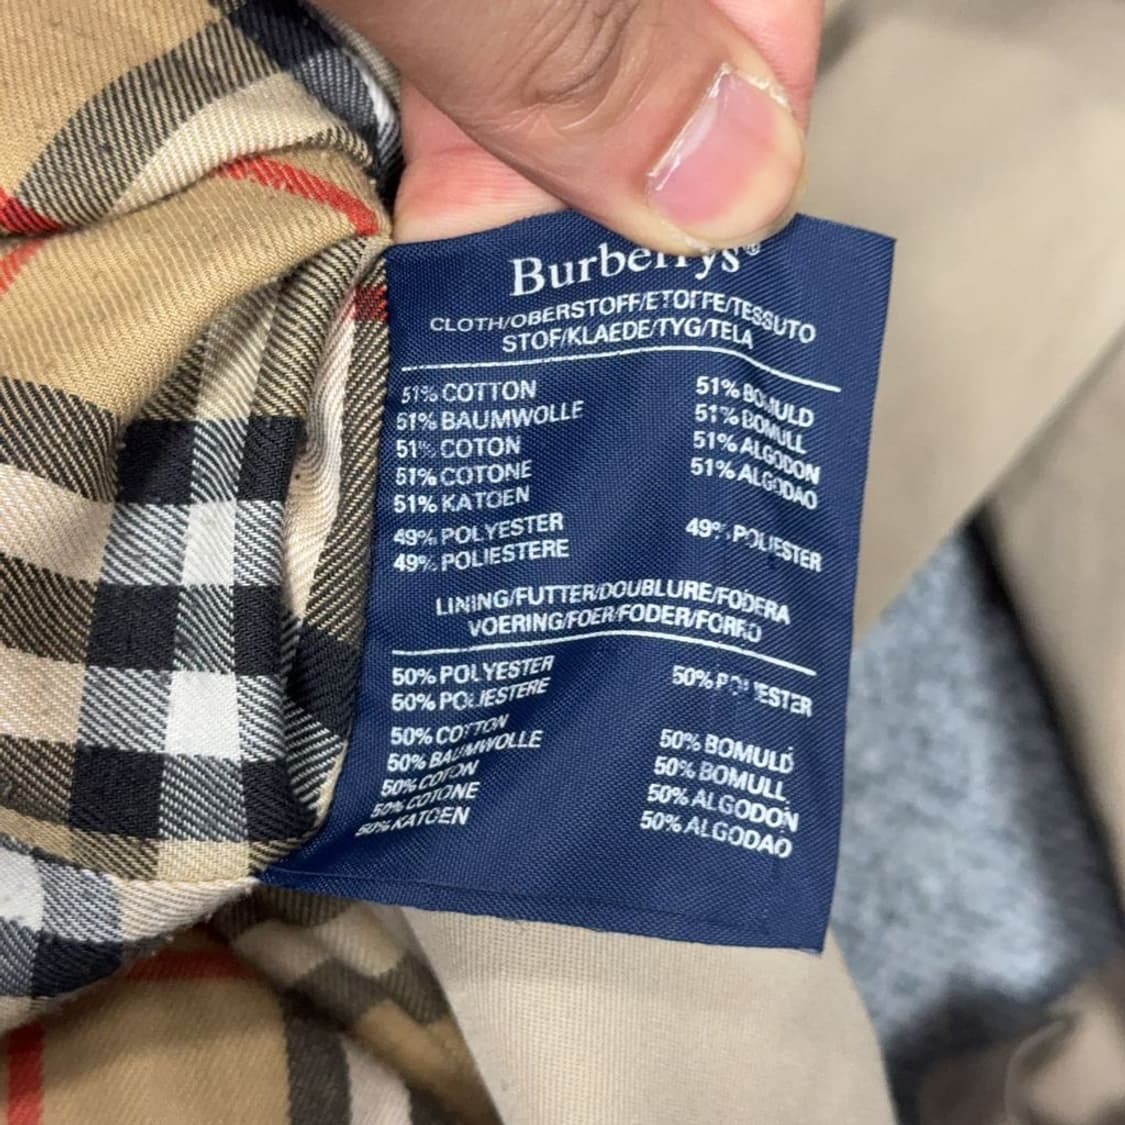 Burberrys®
CLOTH/OBERSTOFF/ETOFFE/TESSUTO
STOF/KLAEDE/TYG/TELA
51% COTTON
51% BAUMWOLLE
51% COTON
51% COTONE
51% KATOEN
49% POLYESTER
49% POLIESTERE
51% BOMULD
51% BOMULL
51% ALGODON
51% ALGODAO
49% POLIESTER
LINING/FUTTER/DOUBLURE/FODERA
VOERING/FOER/FODER/FORRO
50% POLYESTER
50% POLIESTERE
50% COTTON
50% BAUMWOLLE
50% COTON
50% COTONE
50% KATOEN
50% POLIESTER
50% BOMULD
50% BOMULL
50% ALGODON
50% ALGODAO